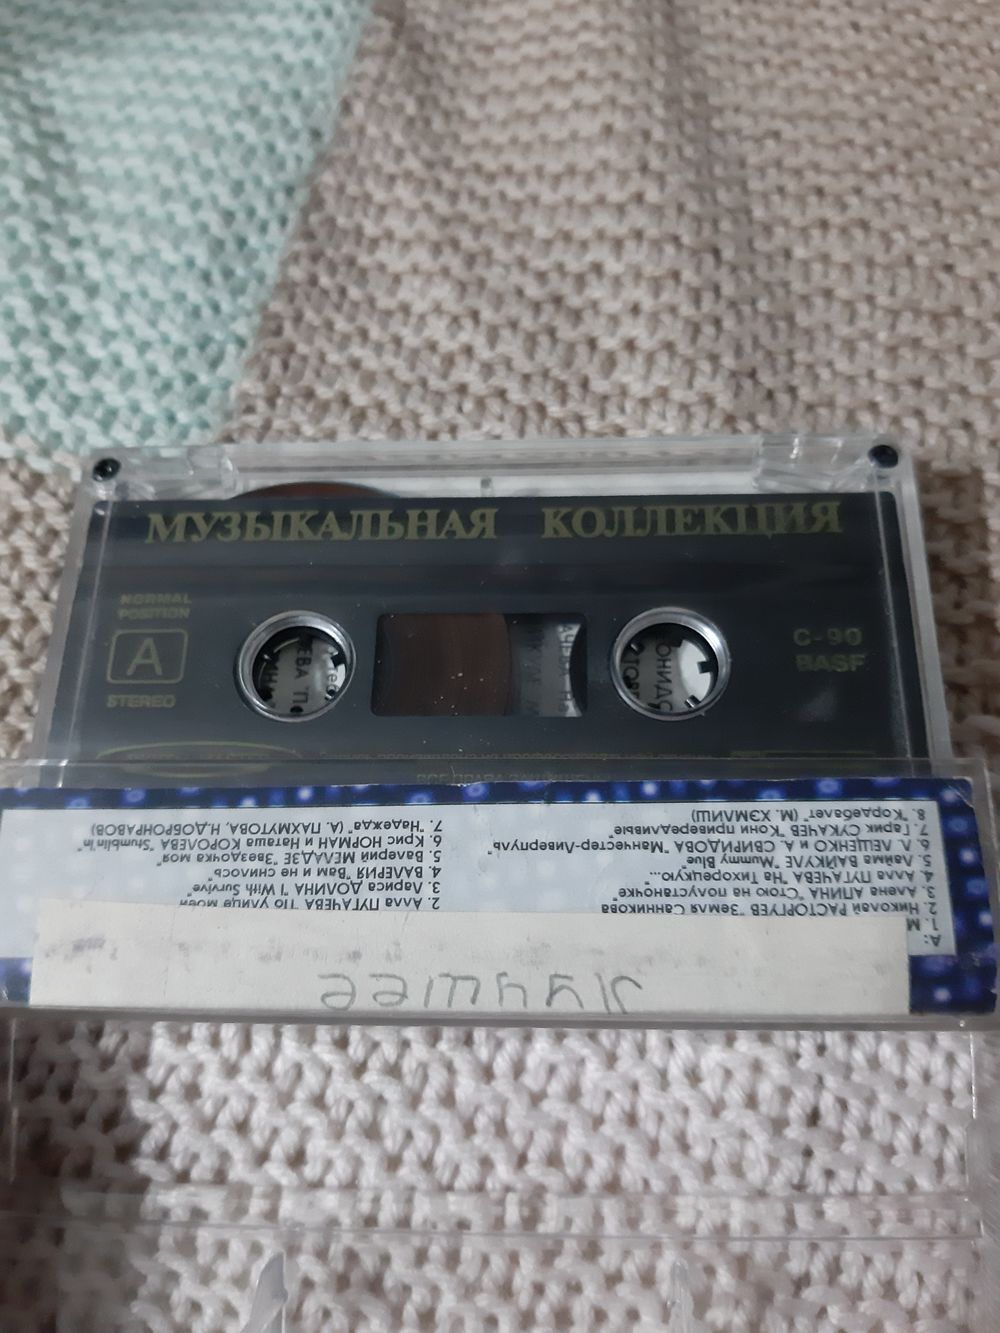 МУЗЫКАЛЬНАЯ КОЛЛЕКЦИЯ
NORMAL
POSITION
A
STEREO
C-90
BASF
Лучшее
A:
1. М
2. Николай РАСТОРГУЕВ "Земля Санникова
3. Алена АПИНА "Стою на полустаночке"
4. Алла ПУГАЧЕВА "На Тихорецкую...
5. Лайма ВАЙКУЛЕ "Mummy Blue"
6. Л. ЛЕЩЕНКО и А. СВИРИДОВА "Манчестер-Ливерпуль"
7. Гарик СУКАЧЕВ "Кони привередливые"
8. "Кордебалет" (М. ХЭМЛИШ)
2. Алла ПУГАЧЕВА "По улице моей
3. Лариса ДОЛИНА "I With Survive"
4. ВАЛЕРИЯ "Вам и не снилось"
5. Валерий МЕЛАДЗЕ "Звездочка моя
6. Крис НОРМАН и Наташа КОРОЛЕВА "Stumblin'in"
7. "Надежда" (А. ПАХМУТОВА, Н.ДОБРОНРАВОВ)